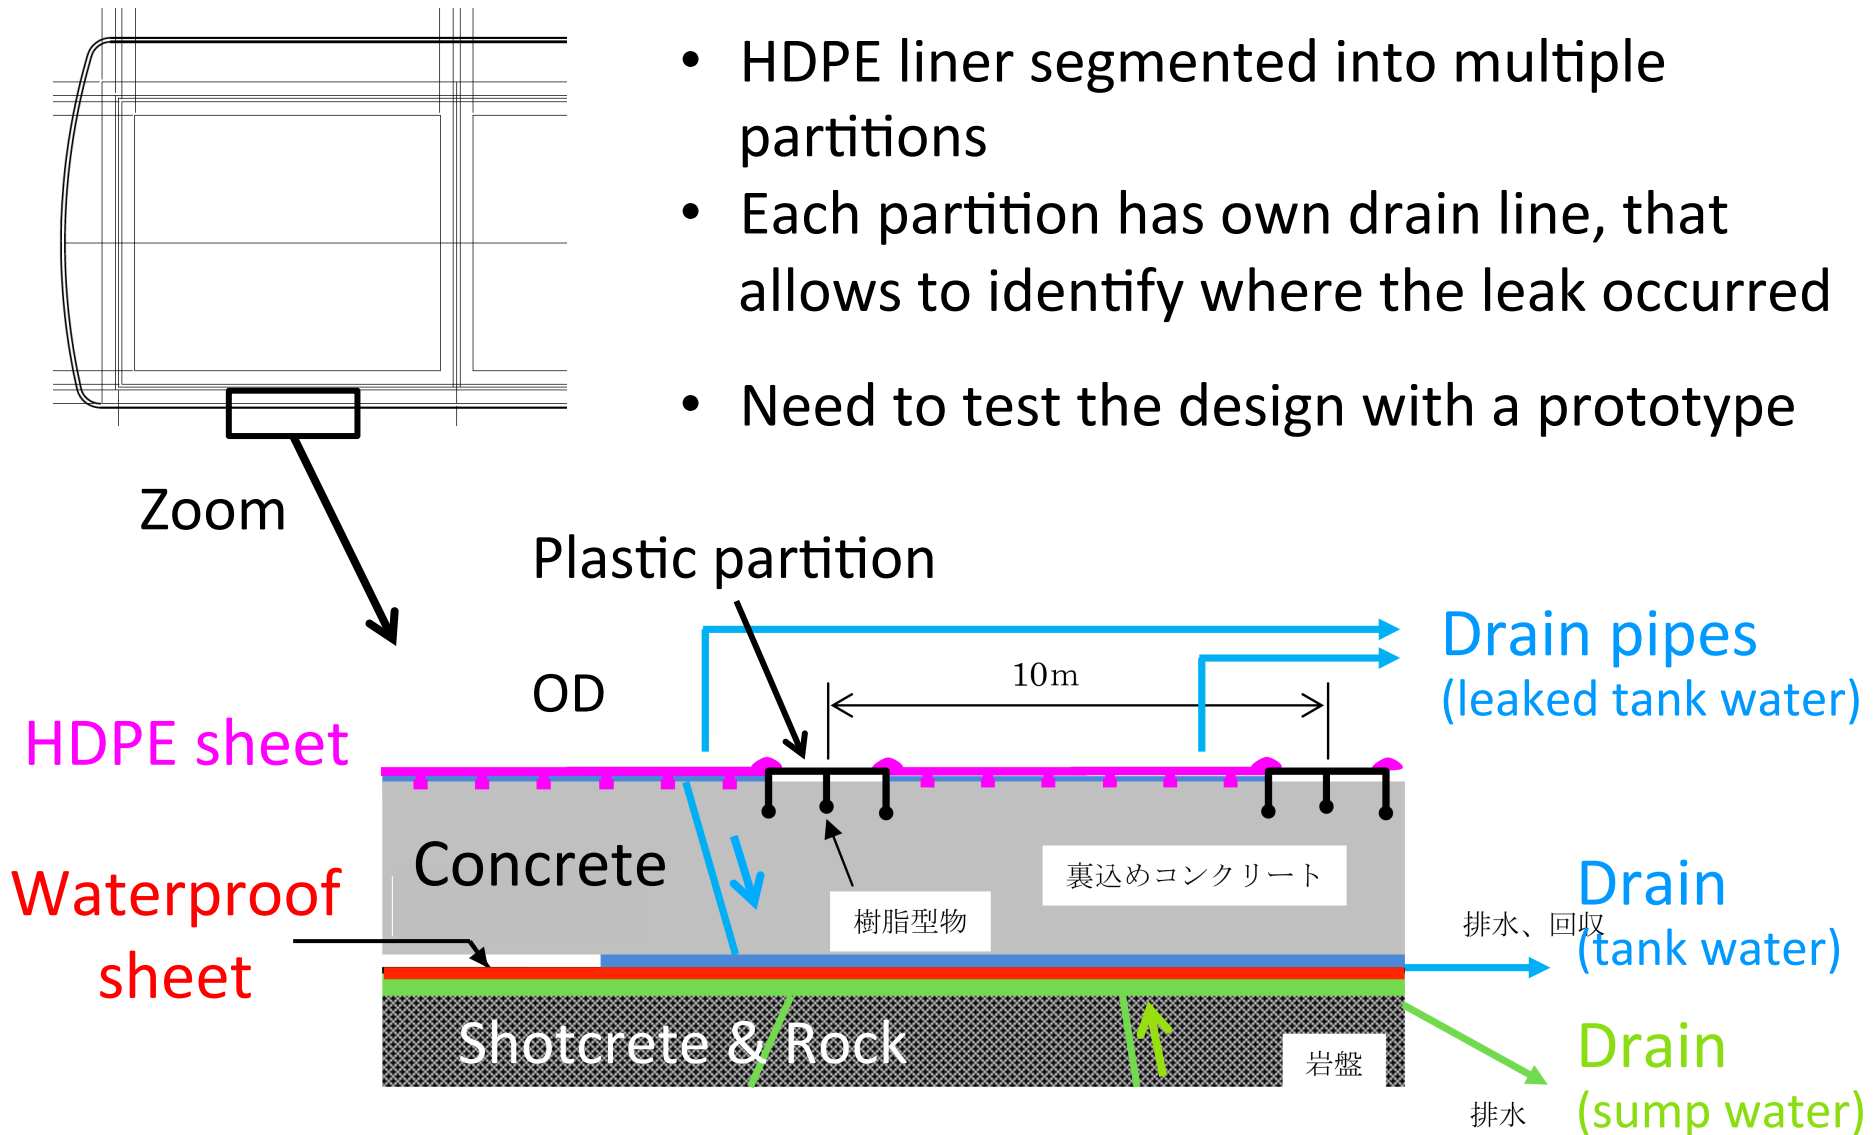 • HDPE liner segmented into multiple
partitions
• Each partition has own drain line, that
allows to identify where the leak occurred
• Need to test the design with a prototype
Zoom
Plastic partition
Drain pipes
(leaked tank water)
10m
OD
HDPE sheet
Concrete
裏込めコンクリート
樹脂型物
Waterproof
sheet
Drain
排水、回収
(tank water)
Shotcrete & Rock
岩盤
Drain
(sump water)
排水